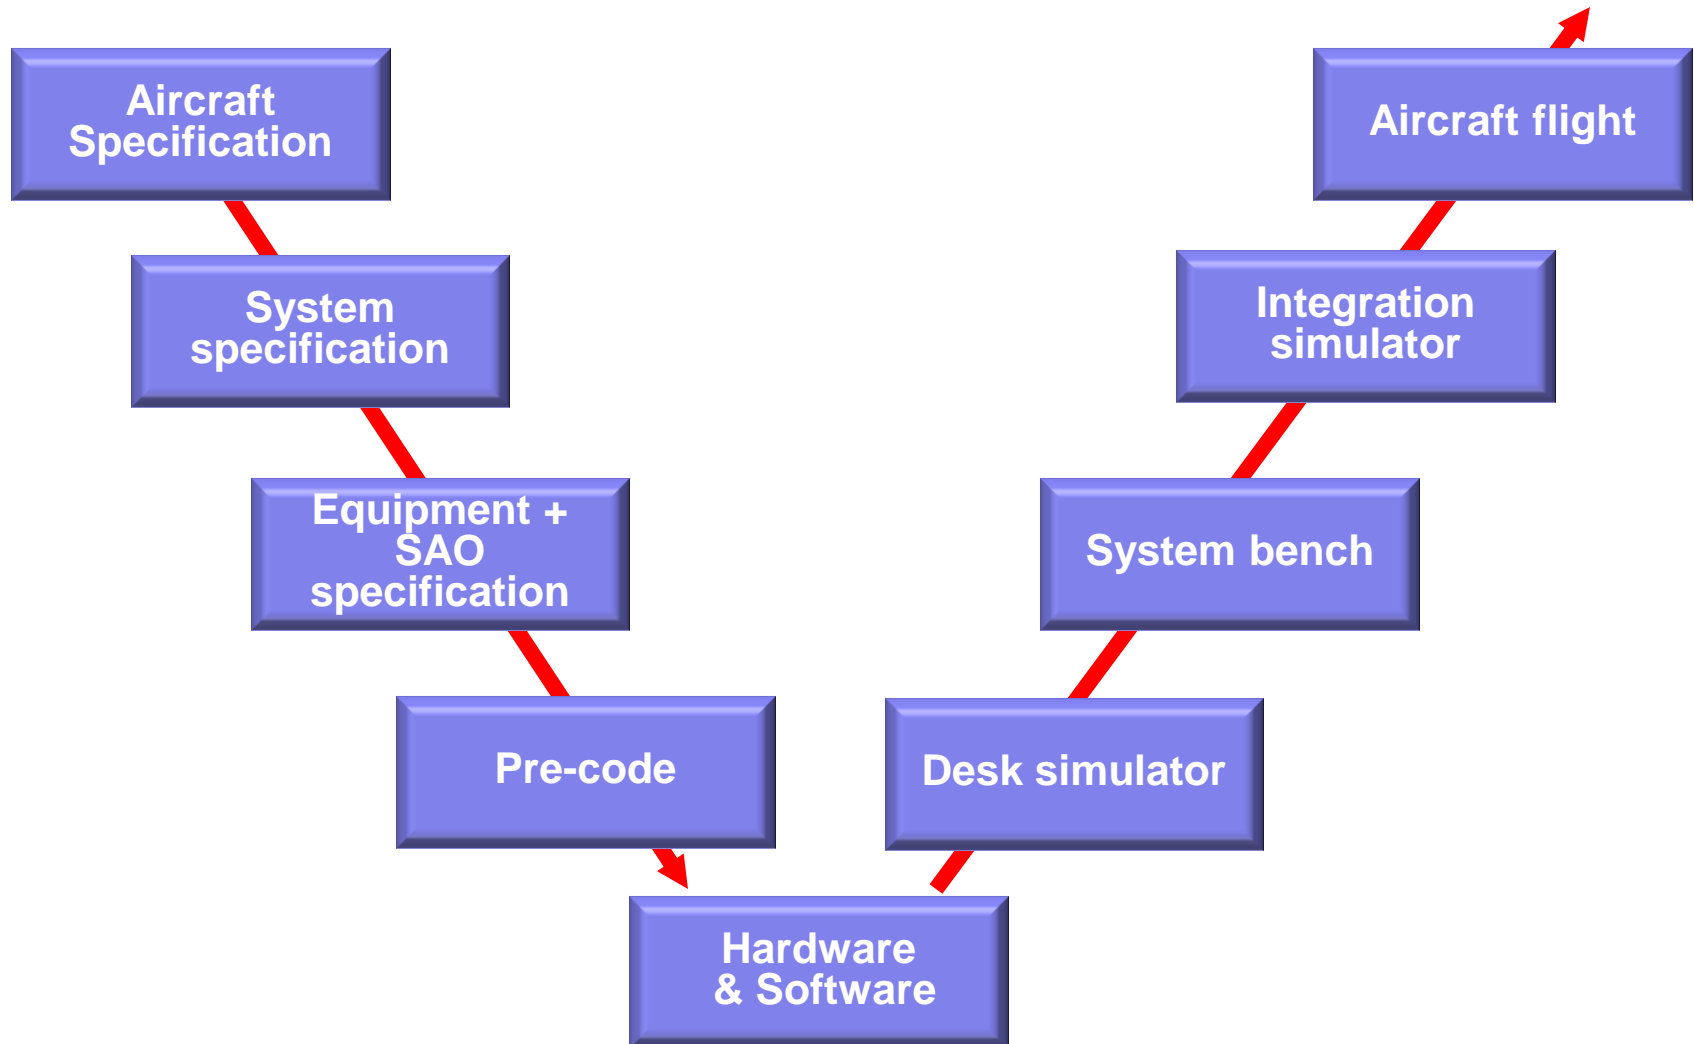 Aircraft
Specification
System
specification
Equipment +
SAO
specification
Pre-code
Hardware
& Software
Desk simulator
System bench
Integration
simulator
Aircraft flight